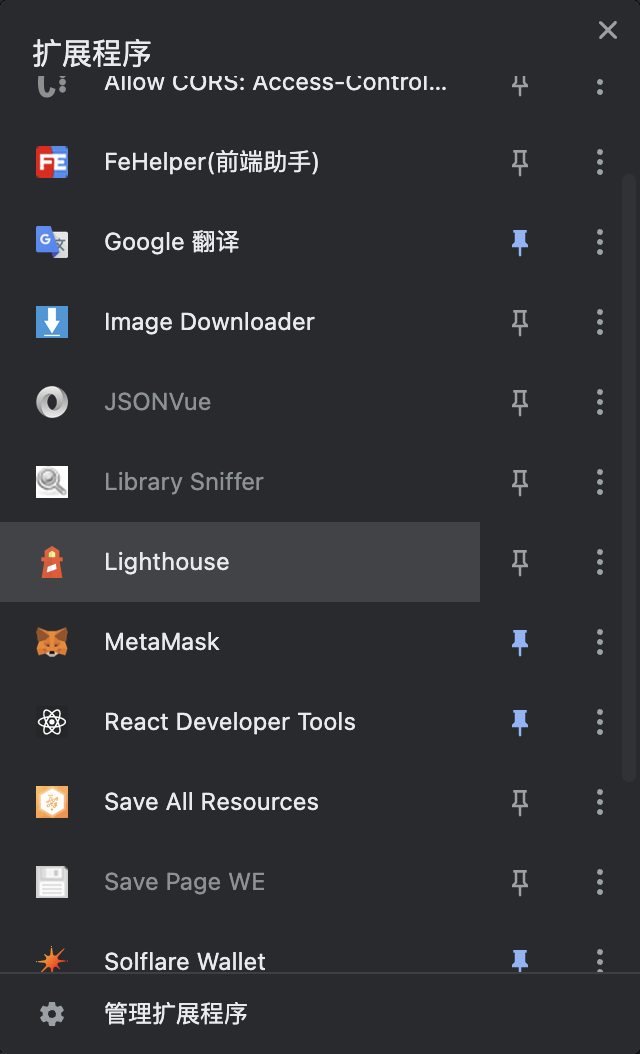 扩展程序
Allow CORS: Access-Control...
FeHelper(前端助手)
Google 翻译
Image Downloader
JSONVue
Library Sniffer
Lighthouse
MetaMask
React Developer Tools
Save All Resources
Save Page WE
Solflare Wallet
管理扩展程序